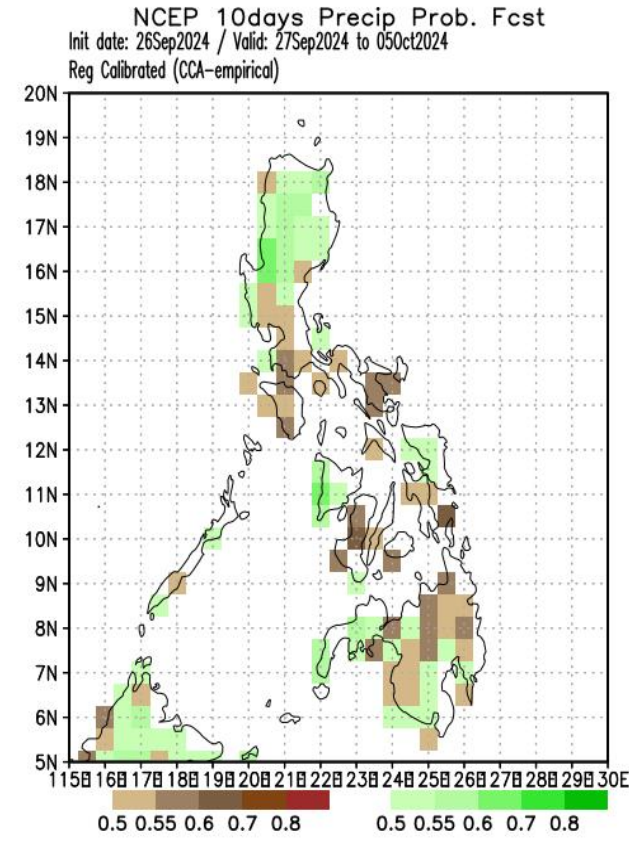 NCEP 10days Precip Prob. Fcst
Init date: 26Sep2024 / Valid: 27Sep2024 to 05Oct2024
Reg Calibrated (CCA-empirical)
20N
19N
18N
17N
16N
15N
14N
13N
12N
11N
10N
9N
8N
7N
6N
5N
115E 116E 117E 118E 119E 120E 121E 122E 123E 124E 125E 126E 127E 128E 129E 130E
0.5 0.55 0.6 0.7 0.8 0.5 0.55 0.6 0.7 0.8